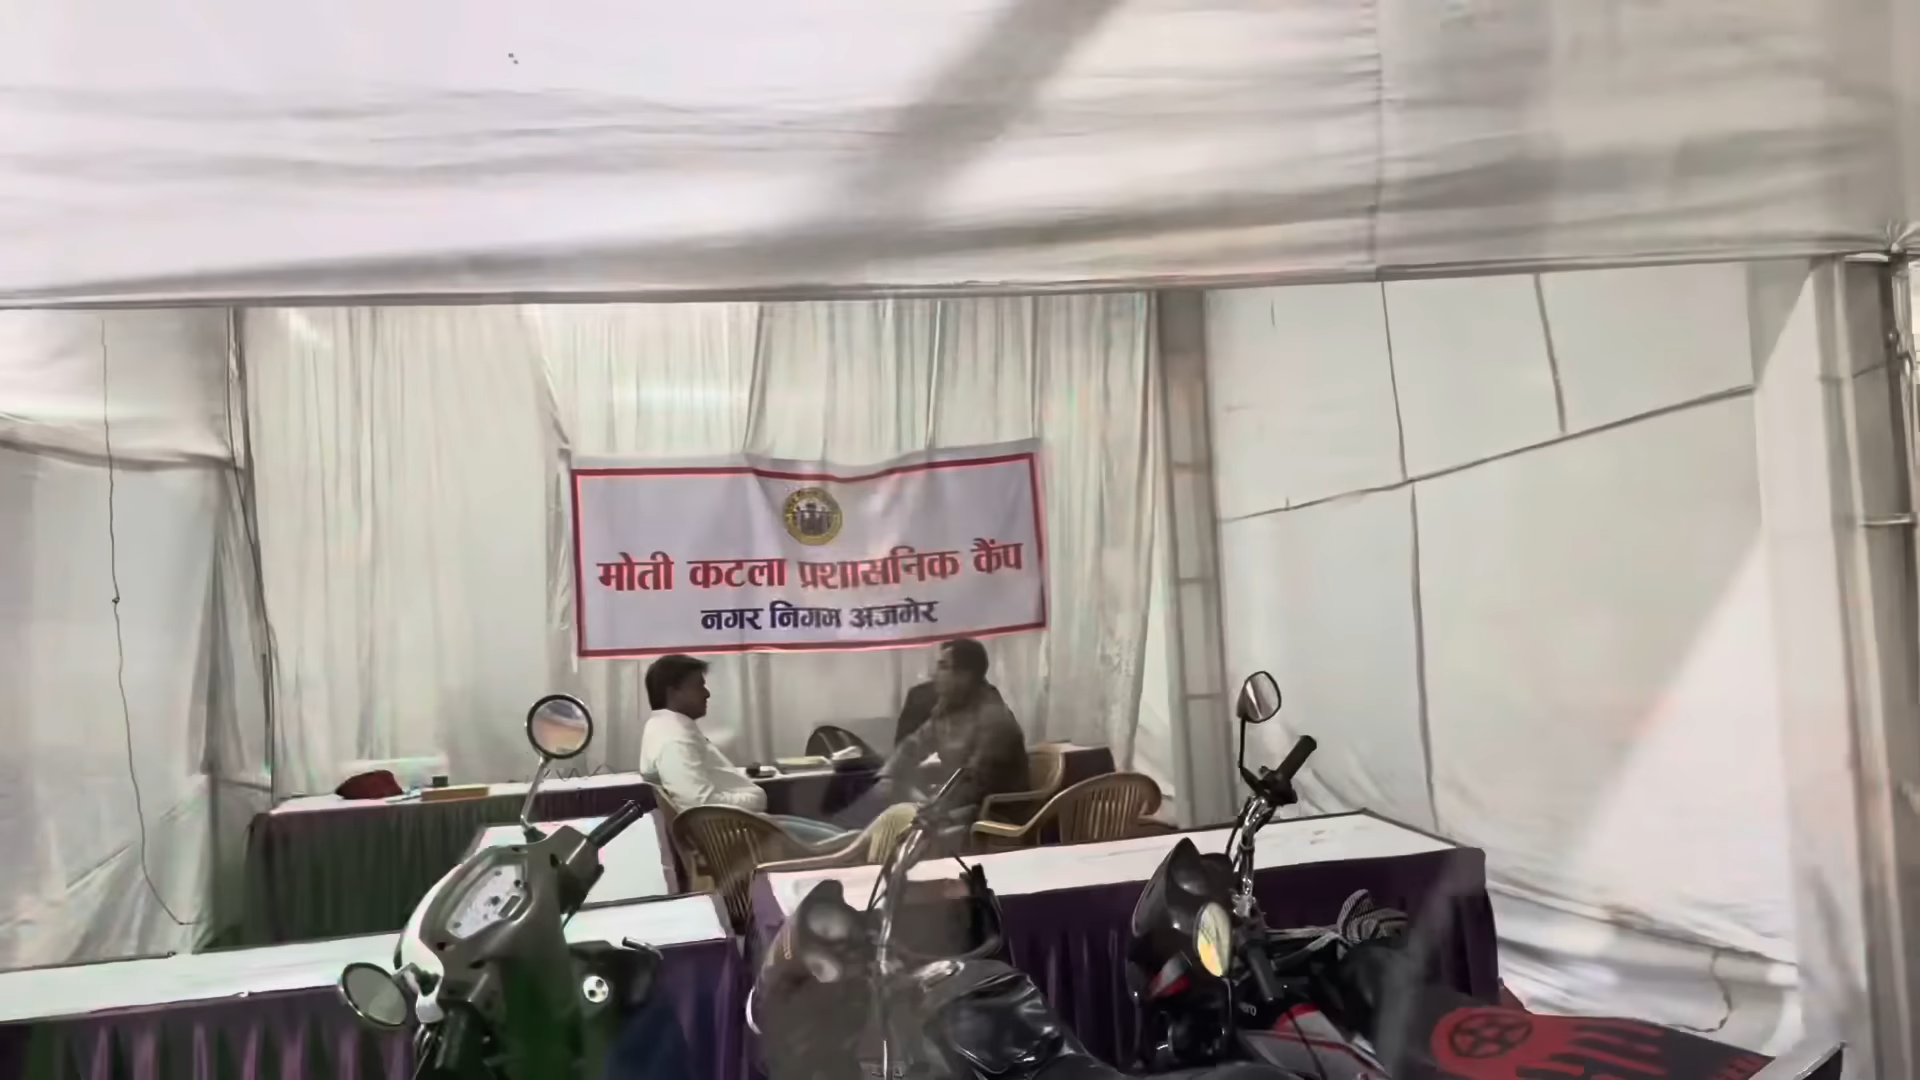 मोती कटला प्रशासनिक कैंप
नगर निगम अजमेर